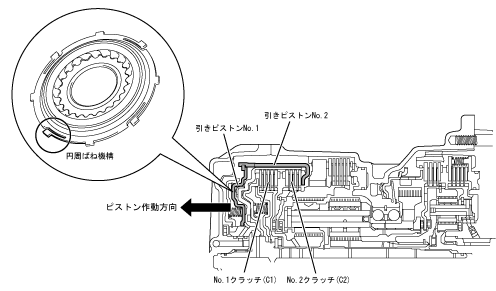 引きピストンNo.2
引きピストンNo.1
円周ばね機構
ピストン作動方向
No.1クラッチ(C1)
No.2クラッチ(C2)